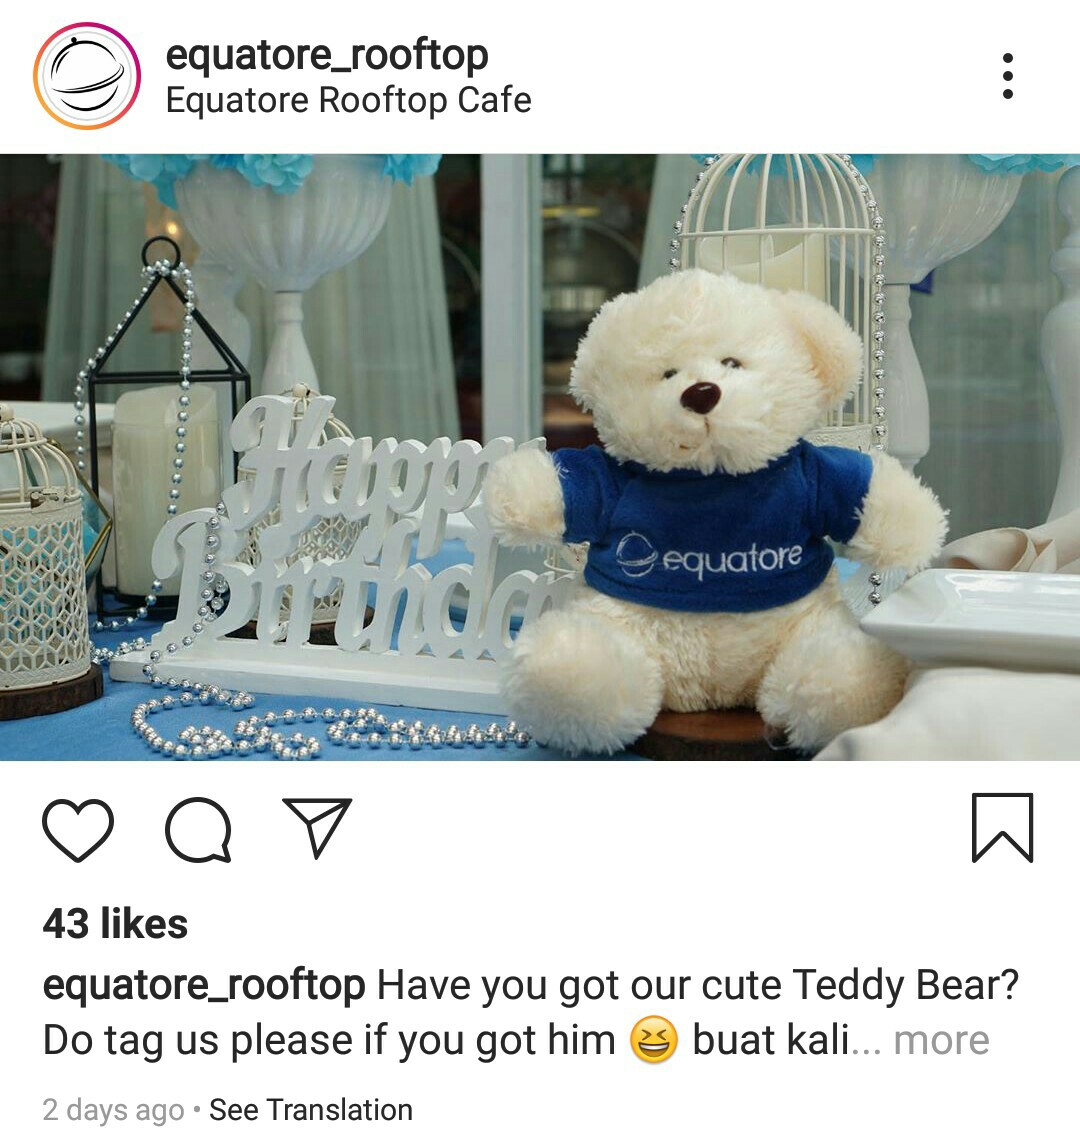 equatore_rooftop
Equatore Rooftop Cafe
Happy
Birthda
equatore
43 likes
equatore_rooftop Have you got our cute Teddy Bear?
Do tag us please if you got him 😆 buat kali... more
2 days ago • See Translation